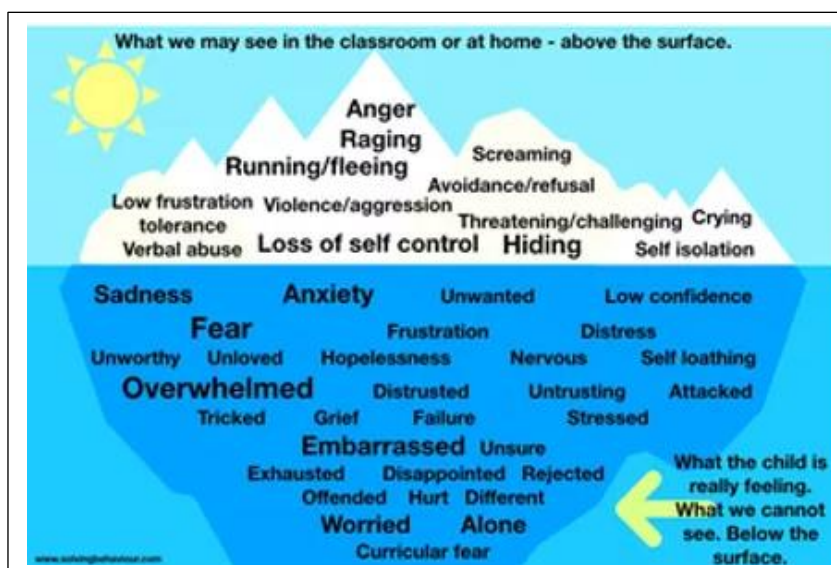 What we may see in the classroom or at home - above the surface.
Anger
Raging
Screaming
Running/fleeing
Avoidance/refusal
Low frustration
tolerance
Violence/aggression
Threatening/challenging
Crying
Verbal abuse
Loss of self control
Hiding
Self isolation
Sadness Anxiety Unwanted Low confidence
Fear Frustration Distress
Unworthy Unloved Hopelessness Nervous Self loathing
Overwhelmed Distrusted Untrusting Attacked
Tricked Grief Failure Stressed
Embarrassed Unsure
Exhausted Disappointed Rejected
Offended Hurt Different
Worried Alone
Curricular fear
What the child is
really feeling.
What we cannot
see. Below the
surface.
www.solvingbehaviour.com